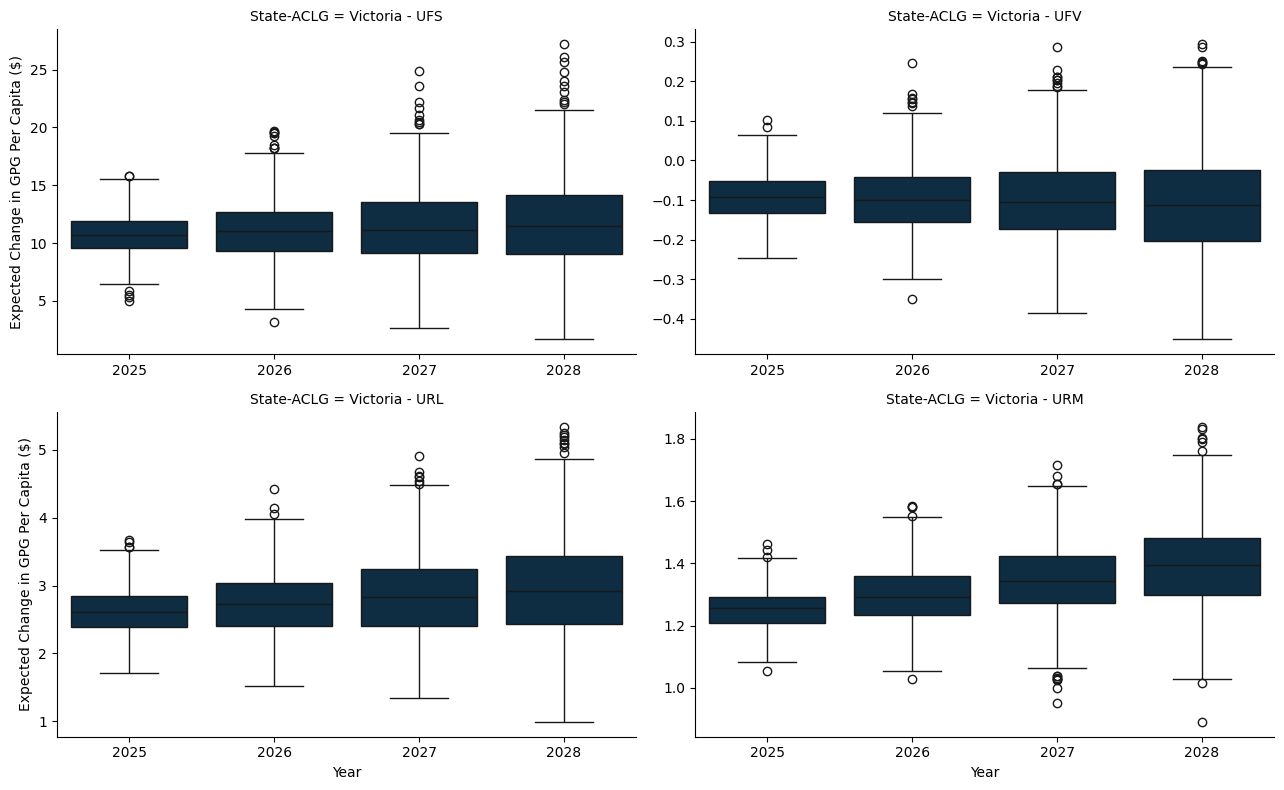 State-ACLG = Victoria - UFS
Expected Change in GPG Per Capita ($)
25
20
15
10
5
2025 2026 2027 2028
State-ACLG = Victoria - UFV
0.3
0.2
0.1
0.0
−0.1
−0.2
−0.3
−0.4
2025 2026 2027 2028
State-ACLG = Victoria - URL
Expected Change in GPG Per Capita ($)
5
4
3
2
1
2025 2026 2027 2028
Year
State-ACLG = Victoria - URM
1.8
1.6
1.4
1.2
1.0
2025 2026 2027 2028
Year